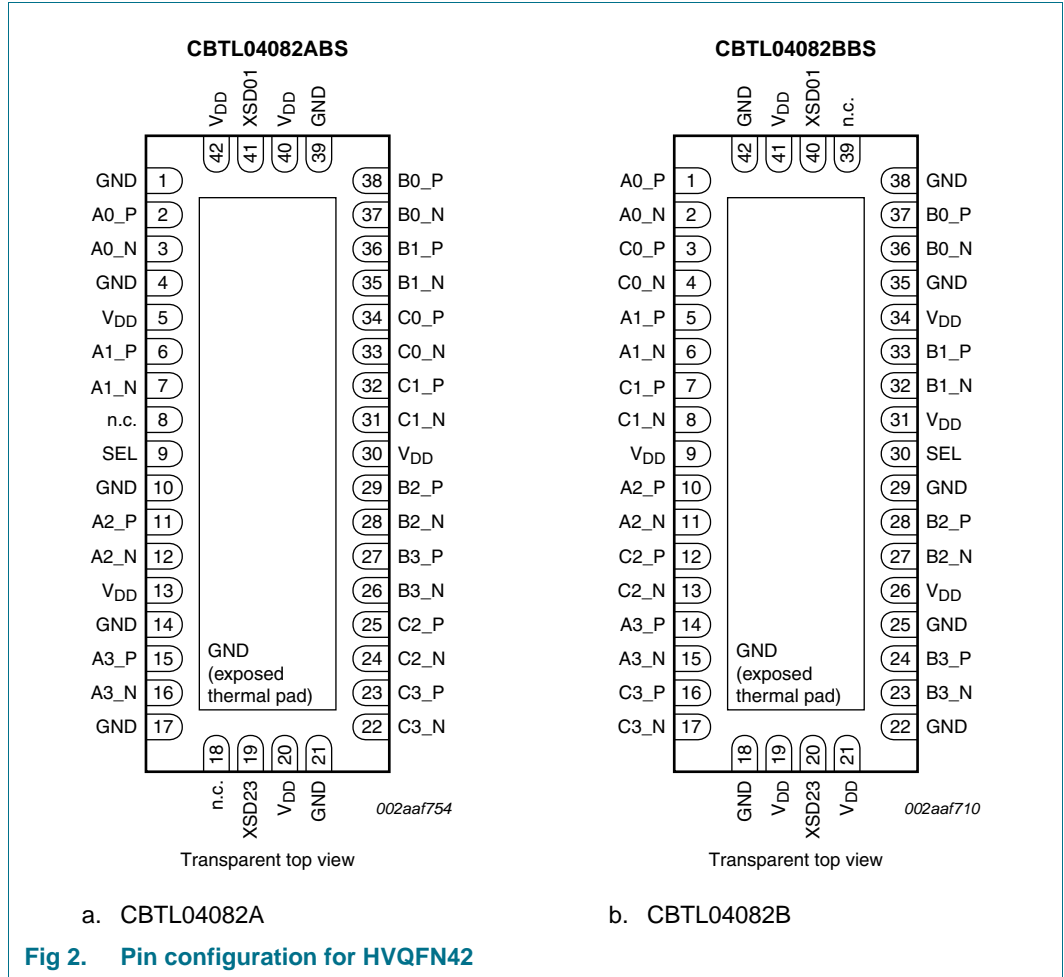 CBTL04082ABS
VDD XSD01 VDD GND
42 41 40 39
GND 1 38 B0_P
A0_P 2 37 B0_N
A0_N 3 36 B1_P
GND 4 35 B1_N
VDD 5 34 C0_P
A1_P 6 33 C0_N
A1_N 7 32 C1_P
n.c. 8 31 C1_N
SEL 9 30 VDD
GND 10 29 B2_P
A2_P 11 28 B2_N
A2_N 12 27 B3_P
VDD 13 26 B3_N
GND 14 25 C2_P
A3_P 15 24 C2_N
A3_N 16 23 C3_P
GND 17 22 C3_N
GND
(exposed
thermal pad)
18 19 20 21
n.c. XSD23 VDD GND
002aaf754
Transparent top view
a. CBTL04082A
CBTL04082BBS
GND VDD XSD01 n.c.
42 41 40 39
A0_P 1 38 GND
A0_N 2 37 B0_P
C0_P 3 36 B0_N
C0_N 4 35 GND
A1_P 5 34 VDD
A1_N 6 33 B1_P
C1_P 7 32 B1_N
C1_N 8 31 VDD
VDD 9 30 SEL
A2_P 10 29 GND
A2_N 11 28 B2_P
C2_P 12 27 B2_N
C2_N 13 26 VDD
A3_P 14 25 GND
A3_N 15 24 B3_P
C3_P 16 23 B3_N
C3_N 17 22 GND
GND
(exposed
thermal pad)
18 19 20 21
GND VDD XSD23 VDD
002aaf710
Transparent top view
b. CBTL04082B
Fig 2. Pin configuration for HVQFN42